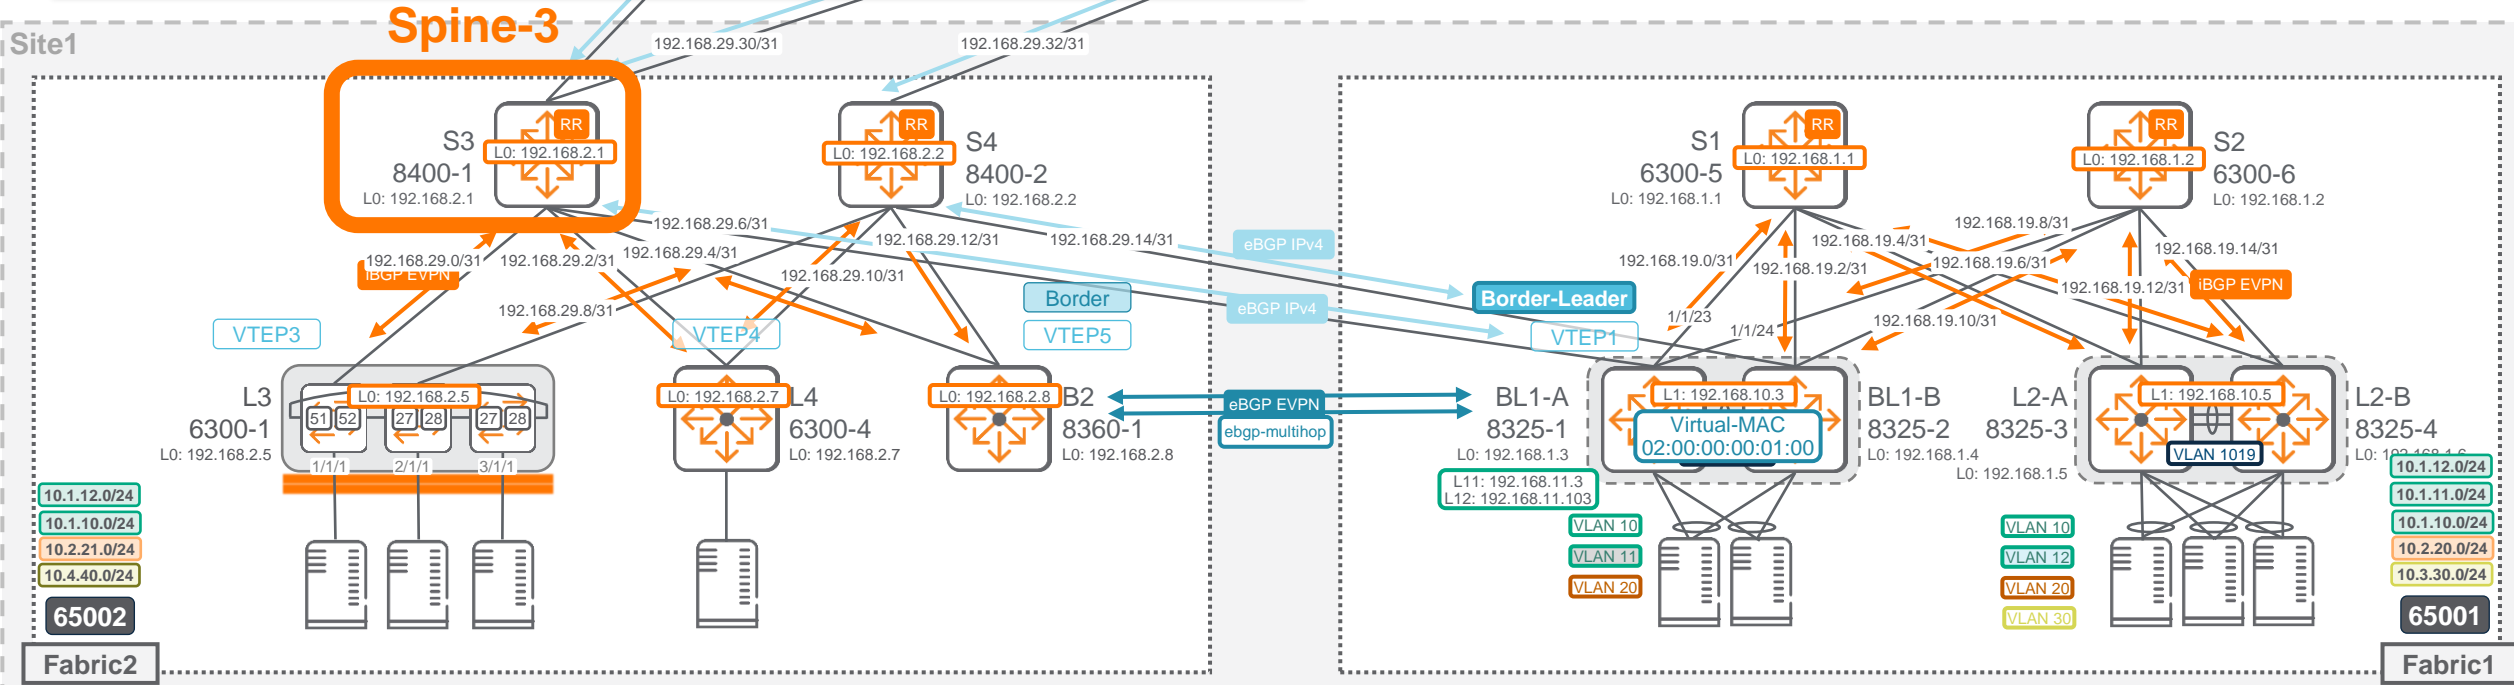 Site1
Spine-3
192.168.29.30/31
192.168.29.32/31
S3
8400-1
L0: 192.168.2.1
RR
L0: 192.168.2.1
RR
L0: 192.168.2.2
S4
8400-2
L0: 192.168.2.2
S1
6300-5
L0: 192.168.1.1
RR
L0: 192.168.1.1
RR
L0: 192.168.1.2
S2
6300-6
L0: 192.168.1.2
192.168.29.6/31
192.168.29.12/31
192.168.29.14/31
192.168.29.0/31
192.168.29.2/31
192.168.29.4/31
192.168.29.10/31
192.168.29.8/31
iBGP EVPN
eBGP IPv4
eBGP IPv4
Border
VTEP3
VTEP4
VTEP5
Border-Leader
VTEP1
192.168.19.8/31
192.168.19.4/31
192.168.19.14/31
192.168.19.0/31
192.168.19.2/31
192.168.19.6/31
192.168.19.12/31
192.168.19.10/31
iBGP EVPN
1/1/23
1/1/24
L3
6300-1
L0: 192.168.2.5
L0: 192.168.2.5
51
52
27
28
27
28
1/1/1
2/1/1
3/1/1
L0: 192.168.2.7
L4
6300-4
L0: 192.168.2.7
L0: 192.168.2.8
B2
8360-1
L0: 192.168.2.8
eBGP EVPN
ebgp-multihop
BL1-A
8325-1
L0: 192.168.1.3
L11: 192.168.11.3
L12: 192.168.11.103
L1: 192.168.10.3
Virtual-MAC
02:00:00:00:01:00
BL1-B
8325-2
L0: 192.168.1.4
L2-A
8325-3
L0: 192.168.1.5
L1: 192.168.10.5
VLAN 1019
L2-B
8325-4
VLAN 10
VLAN 11
VLAN 20
VLAN 10
VLAN 12
VLAN 20
VLAN 30
10.1.12.0/24
10.1.10.0/24
10.2.21.0/24
10.4.40.0/24
65002
Fabric2
10.1.12.0/24
10.1.11.0/24
10.1.10.0/24
10.2.20.0/24
10.3.30.0/24
65001
Fabric1